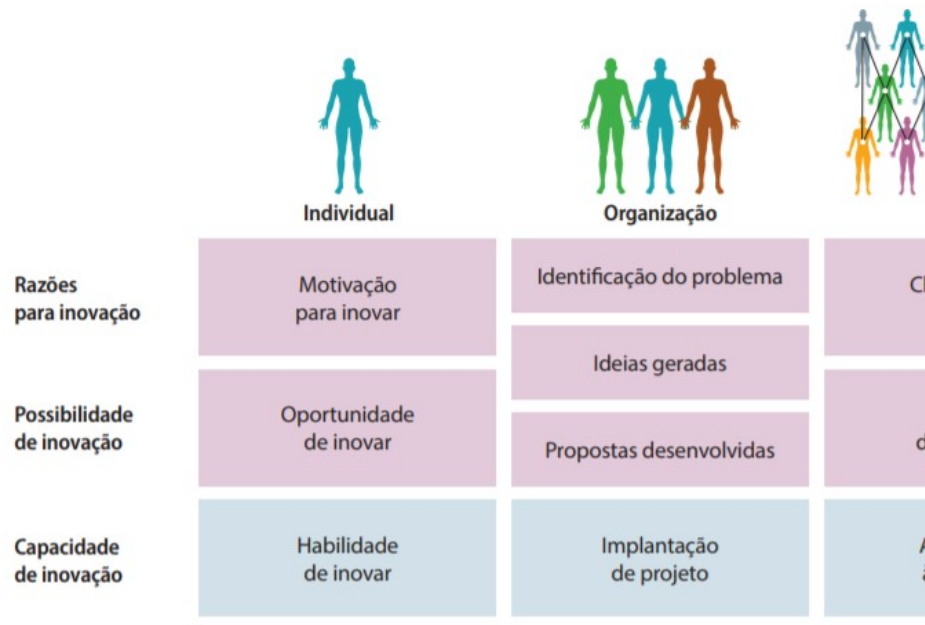 Individual
Organização
Razões
para inovação
Motivação
para inovar
Identificação do problema
Ideias geradas
Possibilidade
de inovação
Oportunidade
de inovar
Propostas desenvolvidas
Capacidade
de inovação
Habilidade
de inovar
Implantação
de projeto